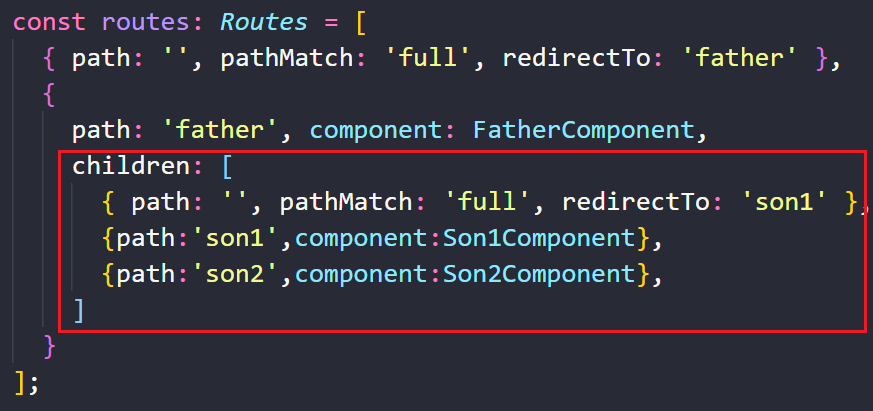 const routes: Routes = [
{ path: '', pathMatch: 'full', redirectTo: 'father' },
{
path: 'father', component: FatherComponent,
children: [
{ path: '', pathMatch: 'full', redirectTo: 'son1' },
{path:'son1',component:Son1Component},
{path:'son2',component:Son2Component},
]
}
];